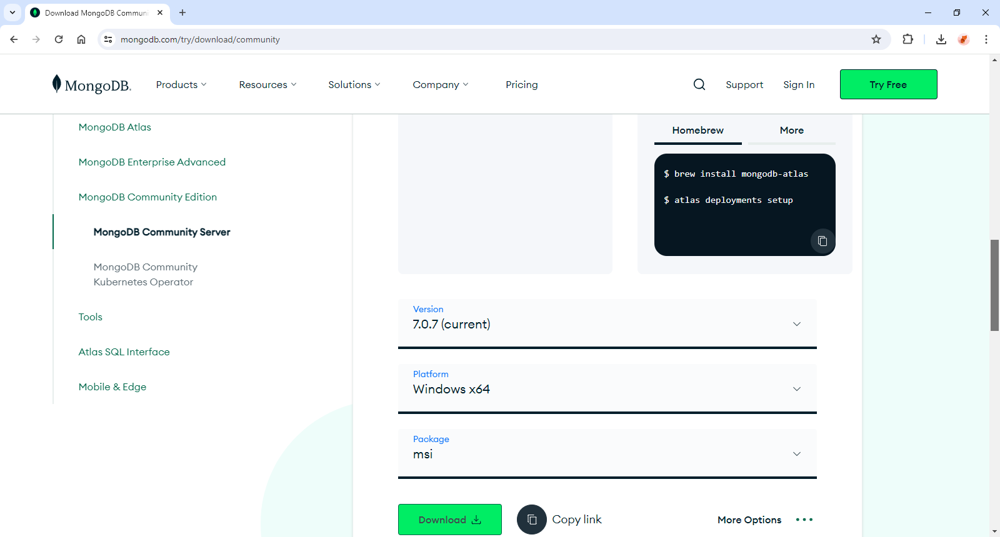 Download MongoDB Communi
mongodb.com/try/download/community
MongoDB.
Products
Resources
Solutions
Company
Pricing
Support
Sign In
Try Free
MongoDB Atlas
MongoDB Enterprise Advanced
MongoDB Community Edition
MongoDB Community Server
MongoDB Community
Kubernetes Operator
Tools
Atlas SQL Interface
Mobile & Edge
Homebrew
More
$ brew install mongodb-atlas
$ atlas deployments setup
Version
7.0.7 (current)
Platform
Windows x64
Package
msi
Download
Copy link
More Options